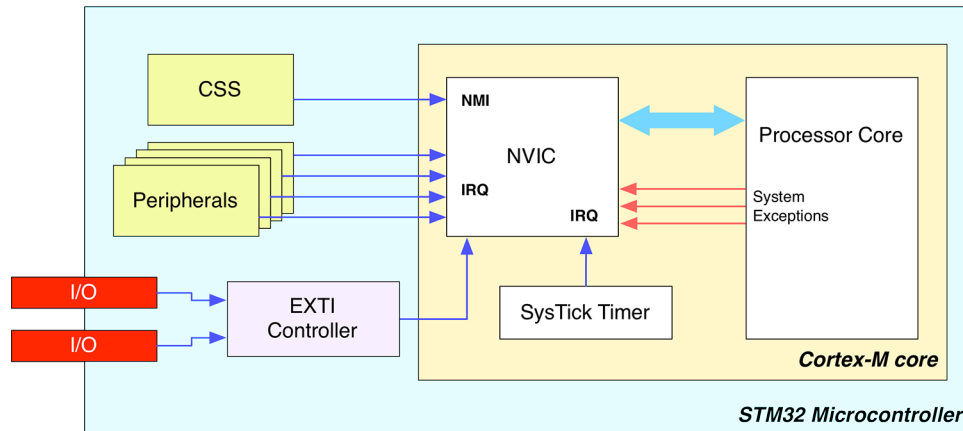 CSS
NMI
NVIC
Processor Core
Peripherals
IRQ
IRQ
System
Exceptions
I/O
EXTI
Controller
SysTick Timer
I/O
Cortex-M core
STM32 Microcontroller